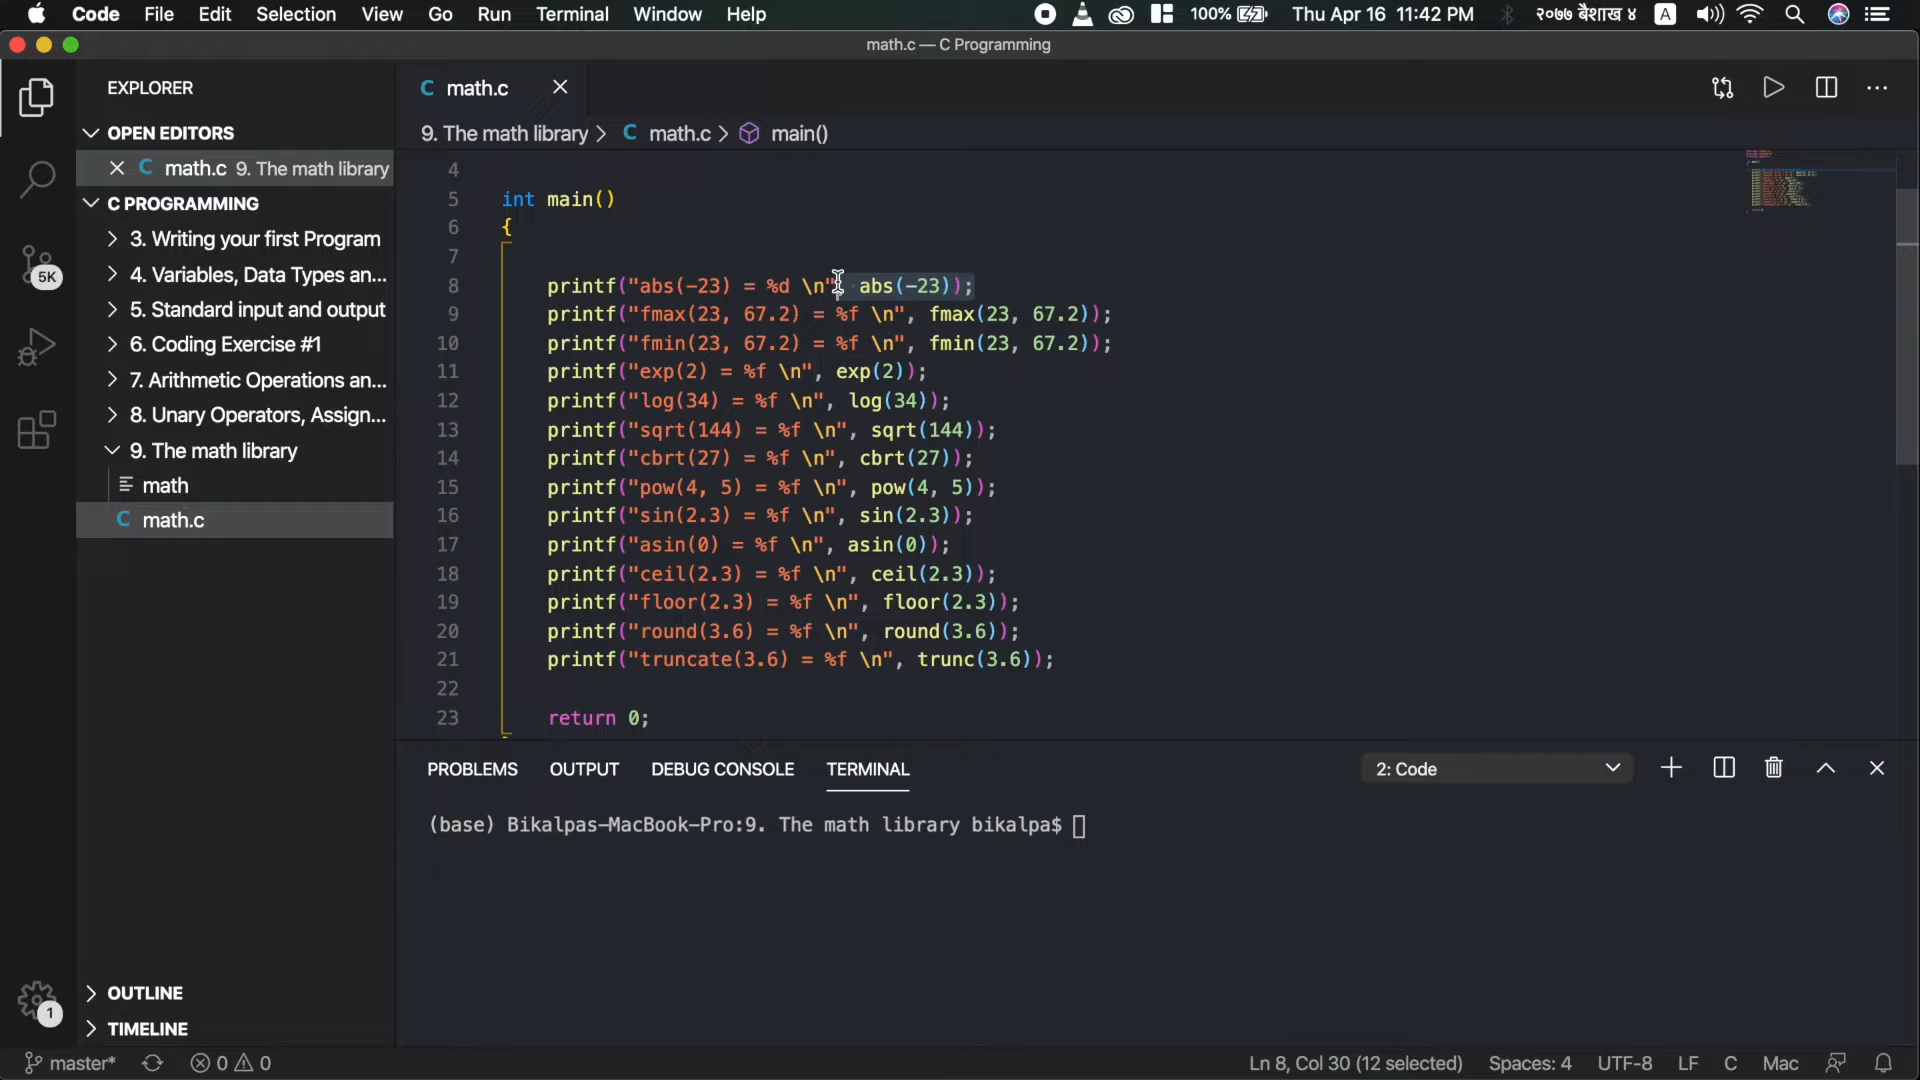 Code File Edit Selection View Go Run Terminal Window Help 100% Thu Apr 16 11:42 PM २०७७ बैशाख ४ A
math.c — C Programming
EXPLORER
OPEN EDITORS
math.c 9. The math library
C PROGRAMMING
3. Writing your first Program
4. Variables, Data Types an...
5. Standard input and output
6. Coding Exercise #1
7. Arithmetic Operations an...
8. Unary Operators, Assign...
9. The math library
math
C math.c
OUTLINE
TIMELINE
5K
1
C math.c
9. The math library > C math.c > main()
4
5 int main()
6 {
7
8 printf("abs(-23) = %d \n", abs(-23));
9 printf("fmax(23, 67.2) = %f \n", fmax(23, 67.2));
10 printf("fmin(23, 67.2) = %f \n", fmin(23, 67.2));
11 printf("exp(2) = %f \n", exp(2));
12 printf("log(34) = %f \n", log(34));
13 printf("sqrt(144) = %f \n", sqrt(144));
14 printf("cbrt(27) = %f \n", cbrt(27));
15 printf("pow(4, 5) = %f \n", pow(4, 5));
16 printf("sin(2.3) = %f \n", sin(2.3));
17 printf("asin(0) = %f \n", asin(0));
18 printf("ceil(2.3) = %f \n", ceil(2.3));
19 printf("floor(2.3) = %f \n", floor(2.3));
20 printf("round(3.6) = %f \n", round(3.6));
21 printf("truncate(3.6) = %f \n", trunc(3.6));
22
23 return 0;
PROBLEMS OUTPUT DEBUG CONSOLE TERMINAL 2: Code
(base) Bikalpas-MacBook-Pro:9. The math library bikalpa$
master* 0 0 Ln 8, Col 30 (12 selected) Spaces: 4 UTF-8 LF C Mac